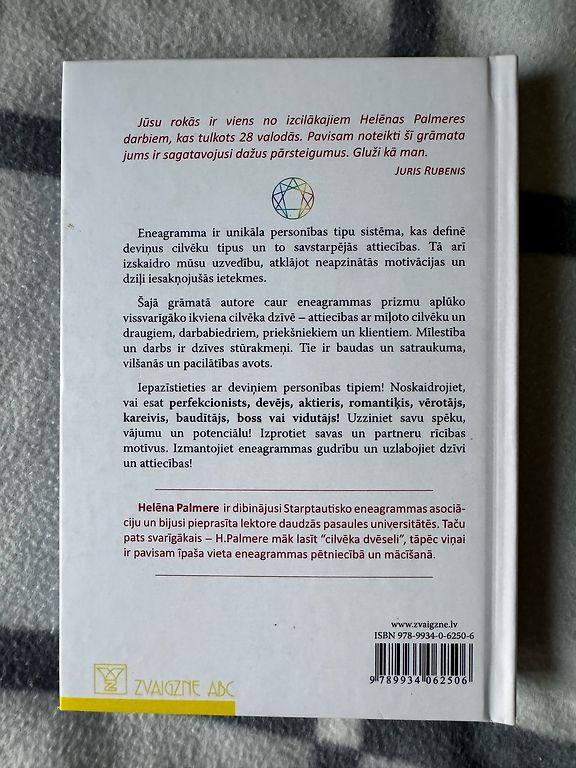 Jūsu rokās ir viens no izcilākajiem Helēnas Palmeres
darbiem, kas tulkots 28 valodās. Pavisam noteikti šī grāmata
jums ir sagatavojusi dažus pārsteigumus. Gluži kā man.
Juris Rubenis
Eneagramma ir unikāla personības tipu sistēma, kas definē
deviņus cilvēku tipus un to savstarpējās attiecības. Tā arī
izskaidro mūsu uzvedību, atklājot neapzinātās motivācijas un
dziļi iesakņojušās ietekmes.
Šajā grāmatā autore caur eneagrammas prizmu aplūko
vissvarīgāko ikviena cilvēka dzīvē – attiecības ar mīļoto cilvēku un
draugiem, darbabiedriem, priekšniekiem un klientiem. Mīlestība
un darbs ir dzīves stūrakmeņi. Tie ir baudas un satraukuma,
vilšanās un pacilātības avots.
Iepazīstieties ar deviņiem personības tipiem! Noskaidrojiet,
vai esat perfekcionists, devējs, aktieris, romantiķis, vērotājs,
kareivis, baudītājs, boss vai vidutājs! Uzziniet savu spēku,
vājumu un potenciālu! Izprotiet savas un partneru rīcības
motīvus. Izmantojiet eneagrammas gudrību un uzlabojiet dzīvi
un attiecības!
Helēna Palmere ir dibinājusi Starptautisko eneagrammas asociā-
ciju un bijusi pieprasīta lektore daudzās pasaules universitātēs. Taču
pats svarīgākais – H.Palmere māk lasīt "cilvēka dvēseli", tāpēc viņai
ir pavisam īpaša vieta eneagrammas pētniecībā un mācīšanā.
www.zvaigzne.lv
ISBN 978-9934-0-6250-6
9 789934 062506
ZVAIGZNE ABC